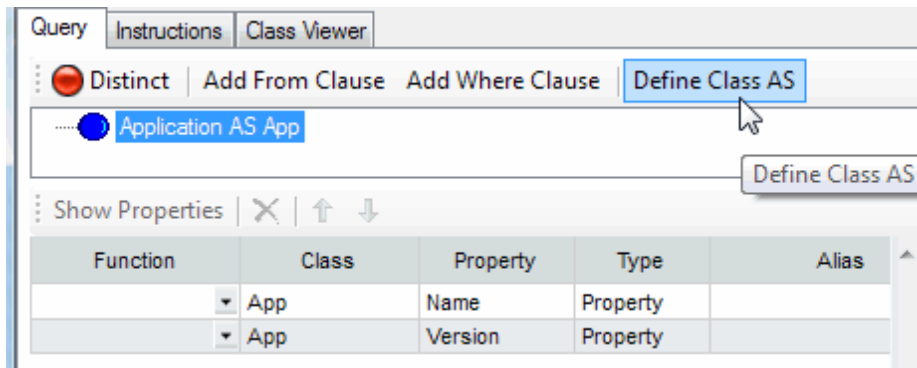 Query Instructions Class Viewer
Distinct Add From Clause Add Where Clause Define Class AS
Application AS App
Define Class AS
Show Properties
Function Class Property Type Alias
App Name Property
App Version Property